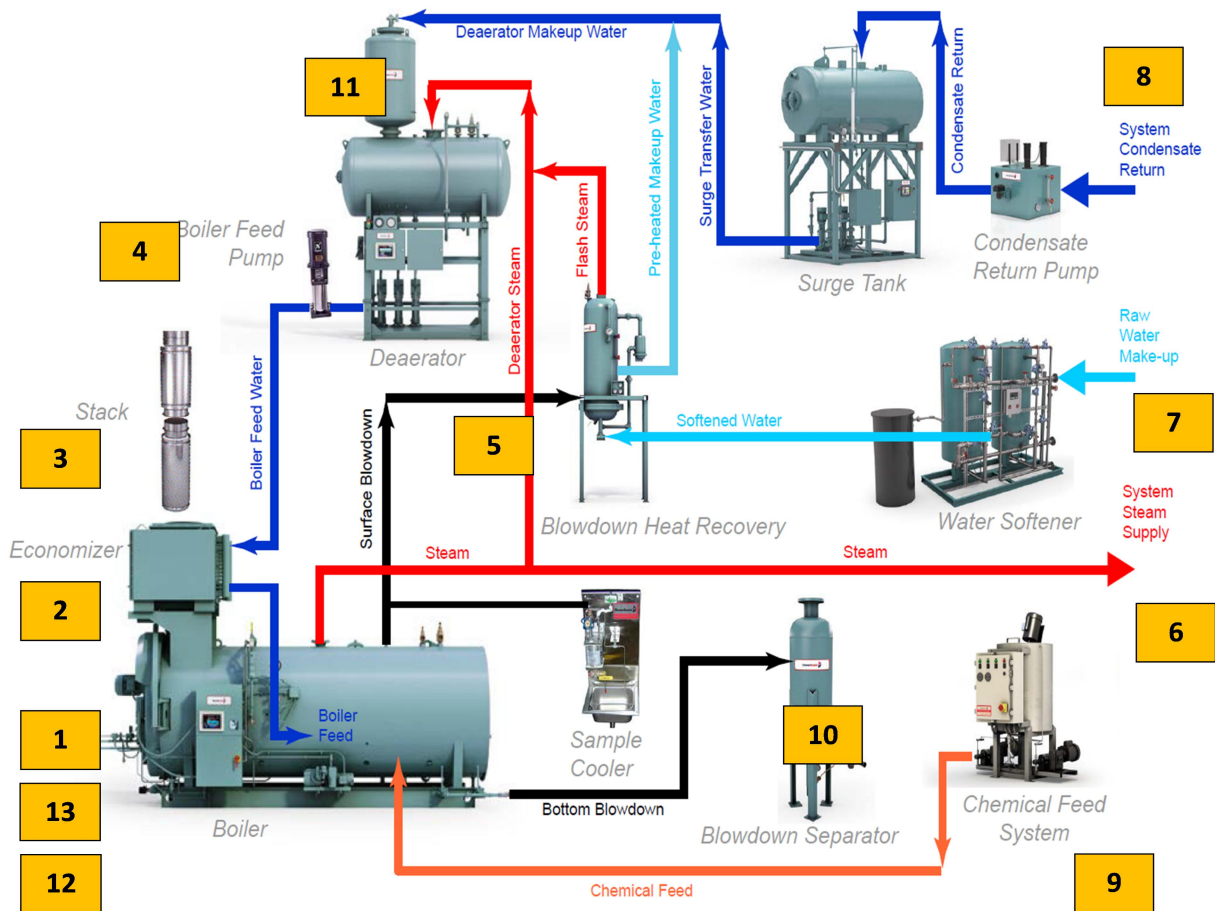 Deaerator Makeup Water
11
Condensate Return
8
System
Condensate
Return
Pre-heated Makeup Water
Surge Transfer Water
Flash Steam
Deaerator Steam
4
Boiler Feed
Pump
Condensate
Return Pump
Surge Tank
Deaerator
Raw
Water
Make-up
Boiler Feed Water
Stack
3
5
Softened Water
7
Surface Blowdown
Blowdown Heat Recovery
Water Softener
System
Steam
Supply
Economizer
Steam
Steam
2
6
1
Boiler
Feed
Sample
Cooler
10
13
Bottom Blowdown
Boiler
Blowdown Separator
Chemical Feed
System
12
Chemical Feed
9